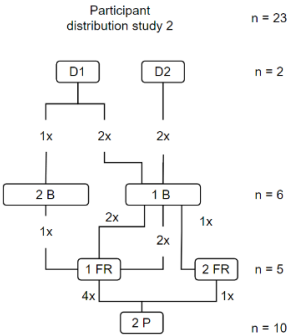 Participant
distribution study 2
n = 23
D1
D2
n = 2
1x
2x
2x
2 B
1 B
n = 6
1x
2x
2x
1x
1 FR
2 FR
n = 5
4x
1x
2 P
n = 10